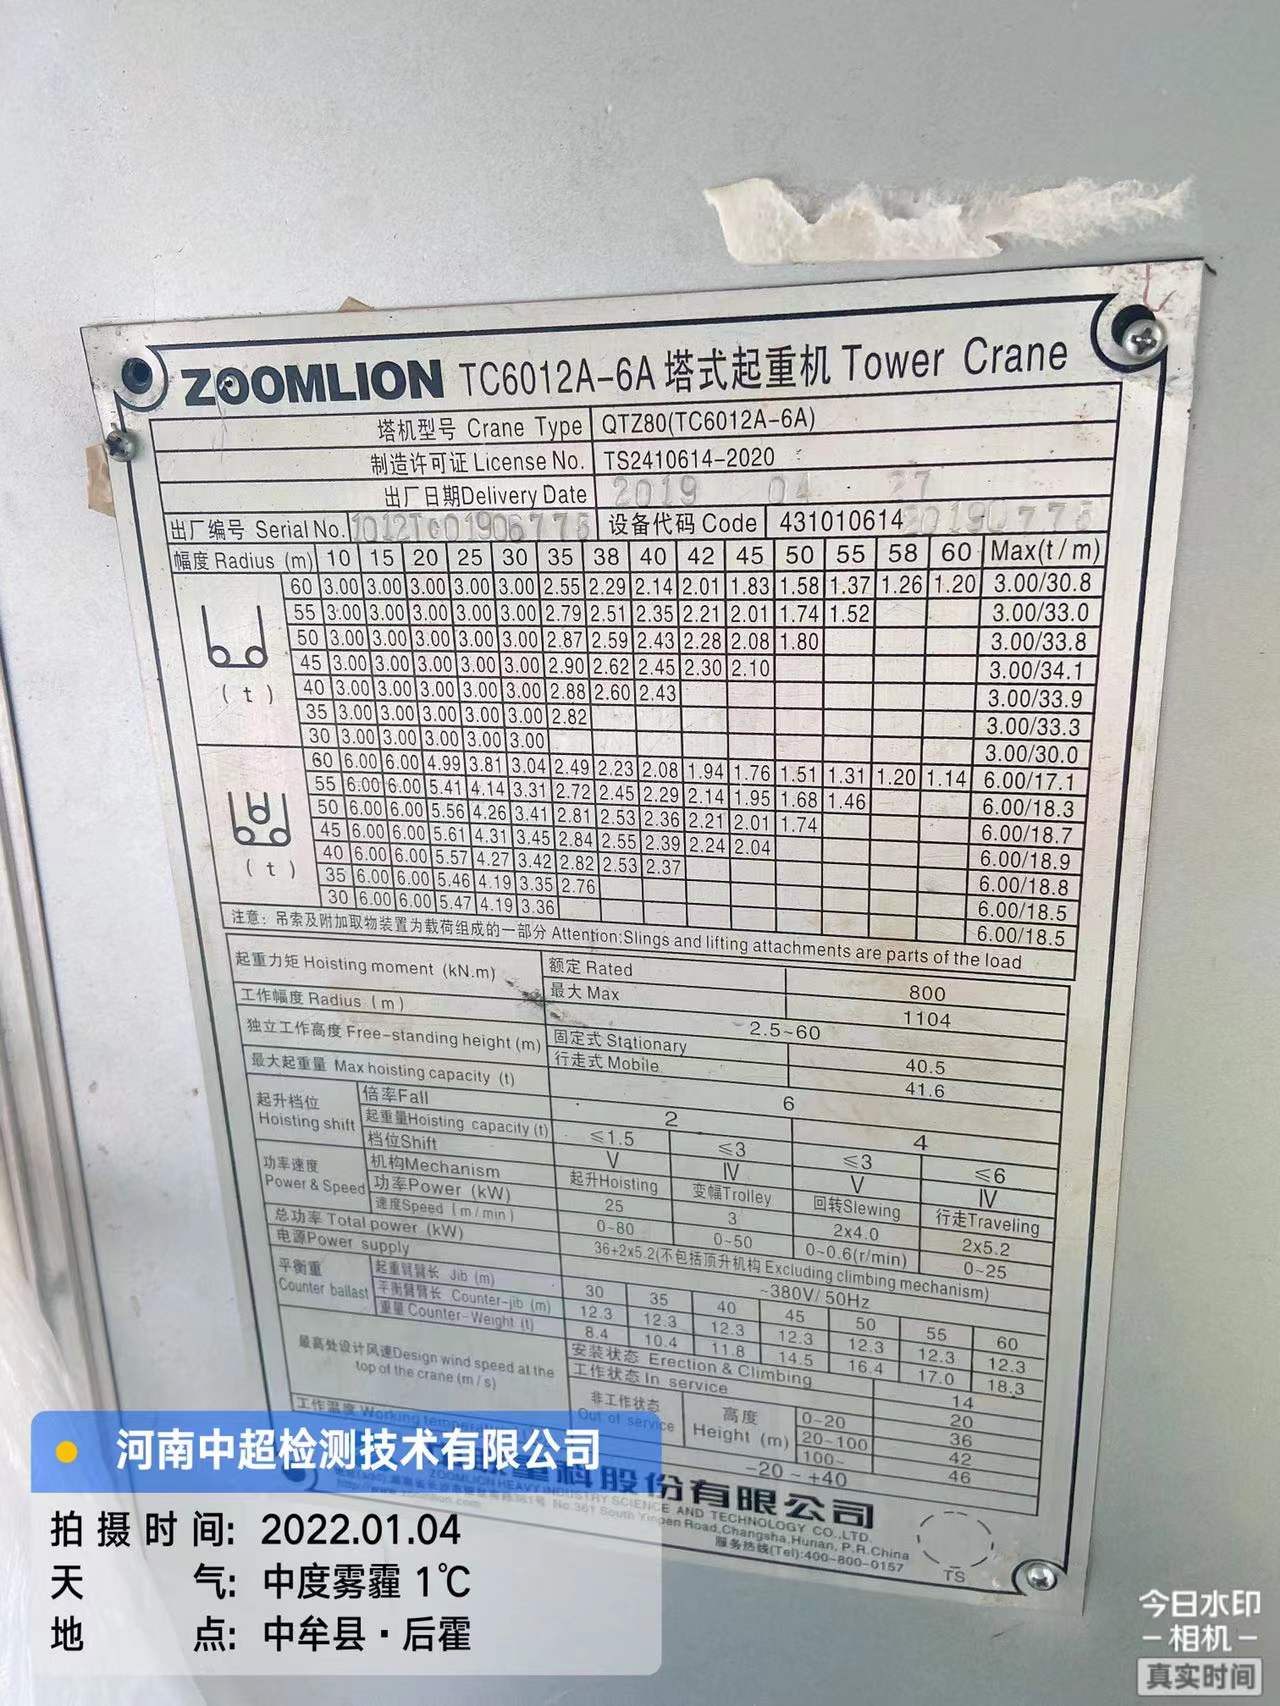 ZOOMLION TC6012A-6A 塔式起重机 Tower Crane
塔机型号 Crane Type QTZ80(TC6012A-6A)
制造许可证 License No. TS2410614-2020
出厂日期Delivery Date 2019 04 27
出厂编号 Serial No. 1012TC01906775 设备代码 Code 43101061420190775
幅度 Radius (m) 10 15 20 25 30 35 38 40 42 45 50 55 58 60 Max(t/m)
60 3.00 3.00 3.00 3.00 3.00 2.55 2.29 2.14 2.01 1.83 1.58 1.37 1.26 1.20 3.00/30.8
55 3.00 3.00 3.00 3.00 3.00 2.79 2.51 2.35 2.21 2.01 1.74 1.52 3.00/33.0
50 3.00 3.00 3.00 3.00 3.00 2.87 2.59 2.43 2.28 2.08 1.80 3.00/33.8
45 3.00 3.00 3.00 3.00 3.00 2.90 2.62 2.45 2.30 2.10 3.00/34.1
40 3.00 3.00 3.00 3.00 3.00 2.88 2.60 2.43 3.00/33.9
35 3.00 3.00 3.00 3.00 3.00 2.82 3.00/33.3
30 3.00 3.00 3.00 3.00 3.00 3.00/30.0
(t)
60 6.00 6.00 4.99 3.81 3.04 2.49 2.23 2.08 1.94 1.76 1.51 1.31 1.20 1.14 6.00/17.1
55 6.00 6.00 5.41 4.14 3.31 2.72 2.45 2.29 2.14 1.95 1.68 1.46 6.00/18.3
50 6.00 6.00 5.56 4.26 3.41 2.81 2.53 2.36 2.21 2.01 1.74 6.00/18.7
45 6.00 6.00 5.61 4.31 3.45 2.84 2.55 2.39 2.24 2.04 6.00/18.9
40 6.00 6.00 5.57 4.27 3.42 2.82 2.53 2.37 6.00/18.8
35 6.00 6.00 5.46 4.19 3.35 2.76 6.00/18.5
30 6.00 6.00 5.47 4.19 3.36 6.00/18.5
(t)
注意：吊索及附加取物装置为载荷组成的一部分 Attention:Slings and lifting attachments are parts of the load
起重力矩 Hoisting moment (kN.m) 额定 Rated 800
最大 Max 1104
工作幅度 Radius (m) 2.5~60
独立工作高度 Free-standing height (m) 固定式 Stationary 40.5
行走式 Mobile 41.6
最大起重量 Max hoisting capacity (t) 6
起升档位 Hoisting shift 倍率Fall 2 4
起重量Hoisting capacity (t) ≤1.5 ≤3 ≤3 ≤6
档位Shift V IV V IV
功率速度 Power & Speed 机构Mechanism 起升Hoisting 变幅Trolley 回转Slewing 行走Traveling
功率Power (kW) 25 3 2x4.0 2x5.2
速度Speed (m/min) 0~80 0~50 0~0.6(r/min) 0~25
总功率 Total power (kW) 36+2x5.2(不包括顶升机构 Excluding climbing mechanism)
电源Power supply ~380V/50Hz
平衡重 Counter ballast 起重臂臂长 Jib (m) 30 35 40 45 50 55 60
平衡臂臂长 Counter-jib (m) 12.3 12.3 12.3 12.3 12.3 12.3 12.3
重量 Counter-Weight (t) 8.4 10.4 11.8 14.5 16.4 17.0 18.3
最高处设计风速Design wind speed at the top of the crane (m/s) 安装状态 Erection & Climbing 14
工作状态 In service 20
非工作状态 Out of service 高度 Height (m) 0~20 36
20~100 42
100~ 46
工作温度 Working temperature -20~+40
重科股份有限公司
ZOOMLION HEAVY INDUSTRY SCIENCE AND TECHNOLOGY CO.,LTD.
No.361 South Yinpen Road,Changsha,Hunan, P.R.China
http://www.zoomlion.com
服务热线(Tel):400-800-0157
TS
河南中超检测技术有限公司
拍摄时间: 2022.01.04
天气: 中度雾霾 1℃
地点: 中牟县·后霍
今日水印
相机
真实时间